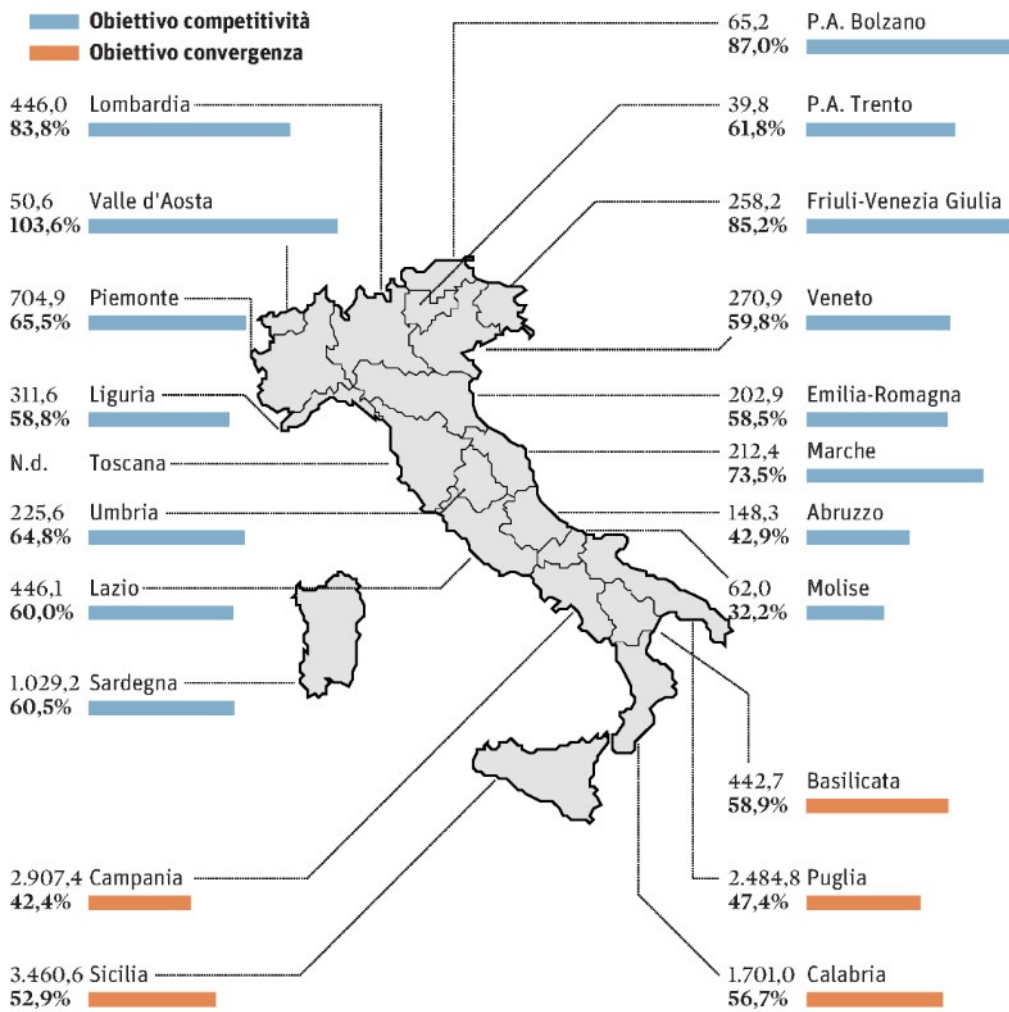 Obiettivo competitività
Obiettivo convergenza
446,0 Lombardia
83,8%
50,6 Valle d'Aosta
103,6%
704,9 Piemonte
65,5%
311,6 Liguria
58,8%
N.d. Toscana
225,6 Umbria
64,8%
446,1 Lazio
60,0%
1.029,2 Sardegna
60,5%
2.907,4 Campania
42,4%
3.460,6 Sicilia
52,9%
65,2 P.A. Bolzano
87,0%
39,8 P.A. Trento
61,8%
258,2 Friuli-Venezia Giulia
85,2%
270,9 Veneto
59,8%
202,9 Emilia-Romagna
58,5%
212,4 Marche
73,5%
148,3 Abruzzo
42,9%
62,0 Molise
32,2%
442,7 Basilicata
58,9%
2.484,8 Puglia
47,4%
1.701,0 Calabria
56,7%